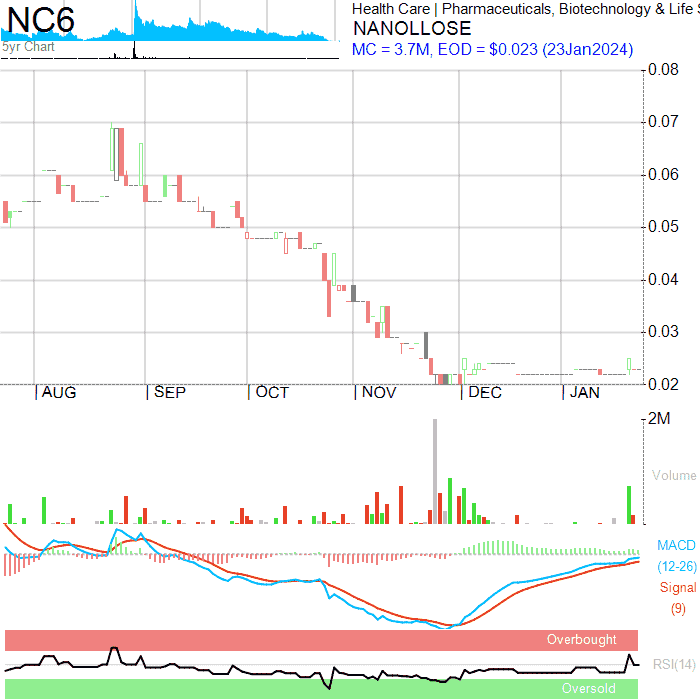 NC6
5yr Chart
Health Care | Pharmaceuticals, Biotechnology & Life S
NANOLLOSE
MC = 3.7M, EOD = $0.023 (23Jan2024)
0.08
0.07
0.06
0.05
0.04
0.03
0.02
AUG SEP OCT NOV DEC JAN
2M
Volume
MACD
(12-26)
Signal
(9)
Overbought
RSI(14)
Oversold